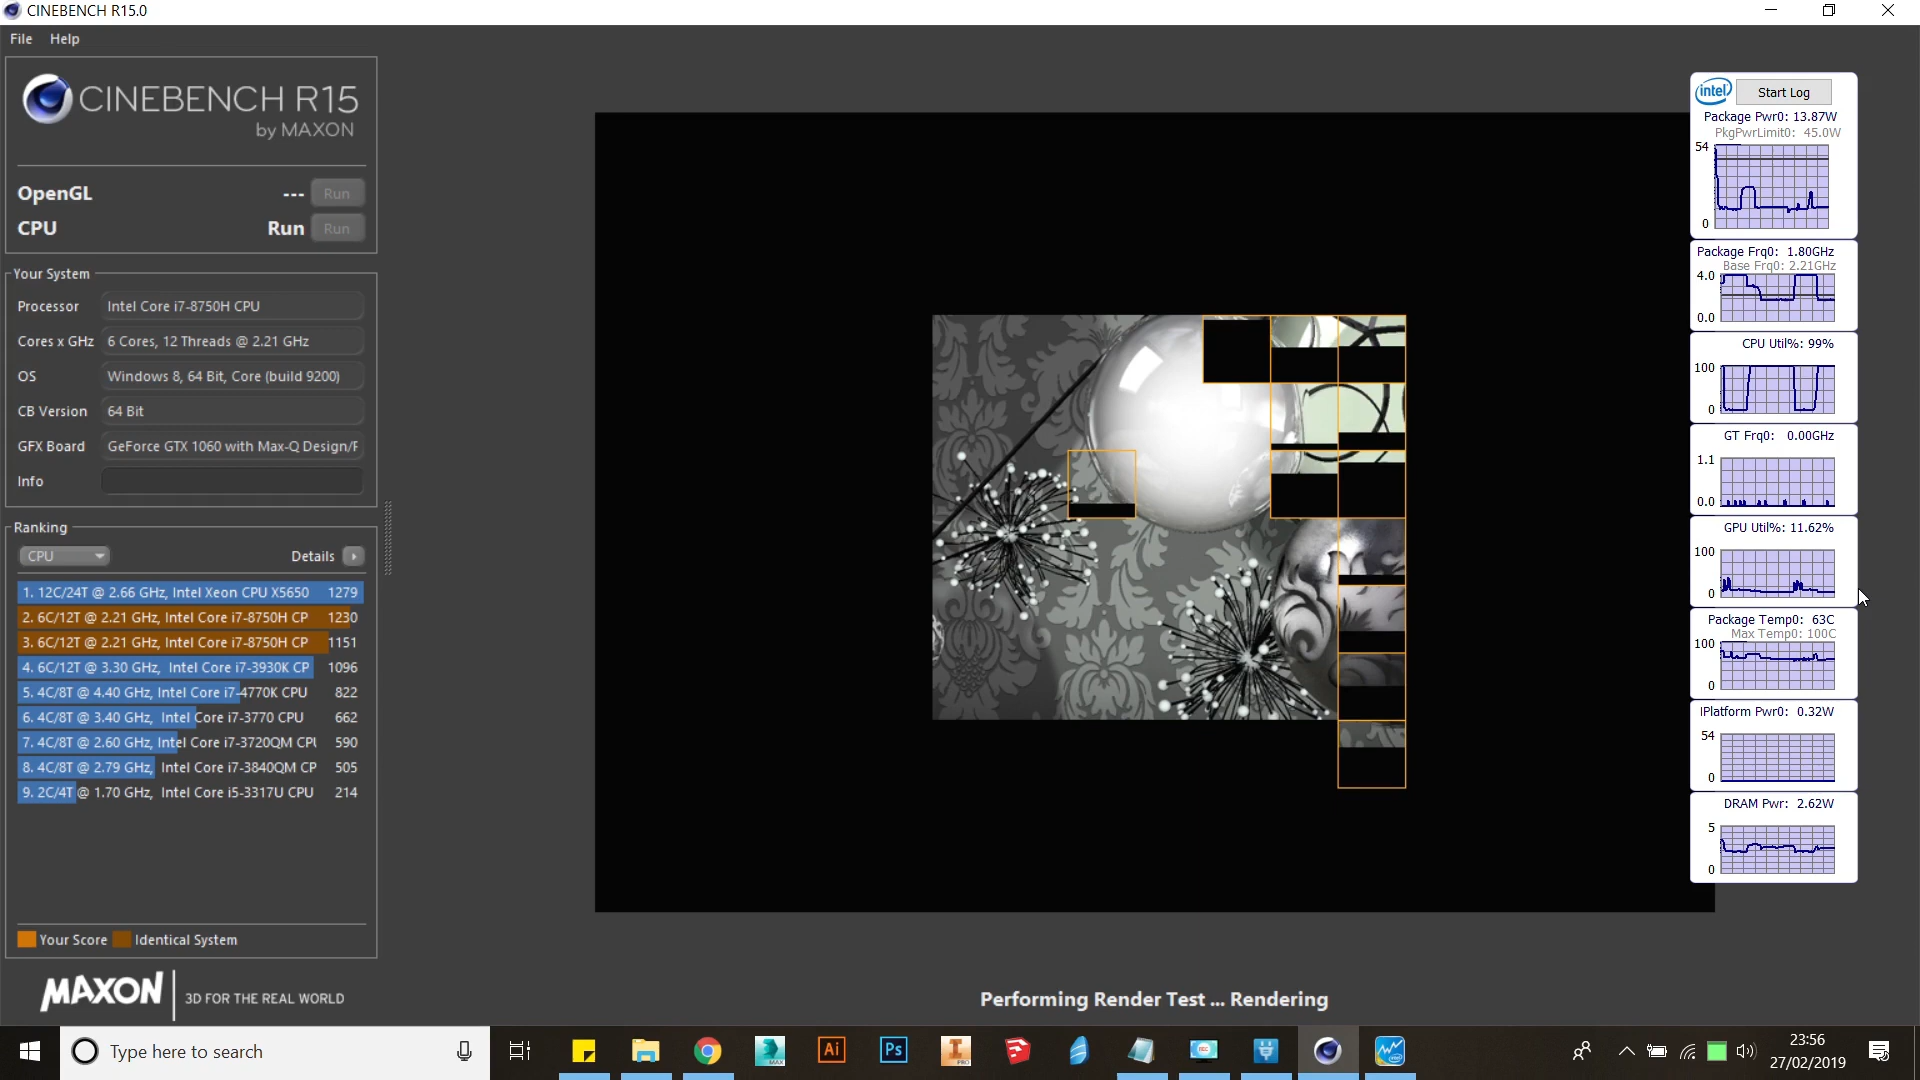 CINEBENCH R15.0
File Help
CINEBENCH R15
by MAXON
OpenGL --- Run
CPU Run Run
Your System
Processor Intel Core i7-8750H CPU
Cores x GHz 6 Cores, 12 Threads @ 2.21 GHz
OS Windows 8, 64 Bit, Core (build 9200)
CB Version 64 Bit
GFX Board GeForce GTX 1060 with Max-Q Design/F
Info
Ranking
CPU Details
1. 12C/24T @ 2.66 GHz, Intel Xeon CPU X5650 1279
2. 6C/12T @ 2.21 GHz, Intel Core i7-8750H CP 1230
3. 6C/12T @ 2.21 GHz, Intel Core i7-8750H CP 1151
4. 6C/12T @ 3.30 GHz, Intel Core i7-3930K CP 1096
5. 4C/8T @ 4.40 GHz, Intel Core i7-4770K CPU 822
6. 4C/8T @ 3.40 GHz, Intel Core i7-3770 CPU 662
7. 4C/8T @ 2.60 GHz, Intel Core i7-3720QM CPU 590
8. 4C/8T @ 2.79 GHz, Intel Core i7-3840QM CP 505
9. 2C/4T @ 1.70 GHz, Intel Core i5-3317U CPU 214
Your Score Identical System
MAXON 3D FOR THE REAL WORLD
Performing Render Test ... Rendering
intel Start Log
Package Pwr0: 13.87W
PkgPwrLimit0: 45.0W
54
0
Package Frq0: 1.80GHz
Base Frq0: 2.21GHz
4.0
0.0
CPU Util%: 99%
100
0
GT Frq0: 0.00GHz
1.1
0.0
GPU Util%: 11.62%
100
0
Package Temp0: 63C
Max Temp0: 100C
100
0
IPlatform Pwr0: 0.32W
54
0
DRAM Pwr: 2.62W
5
0
Type here to search
MAX
Ai
Ps
I
PRO
23:56
27/02/2019